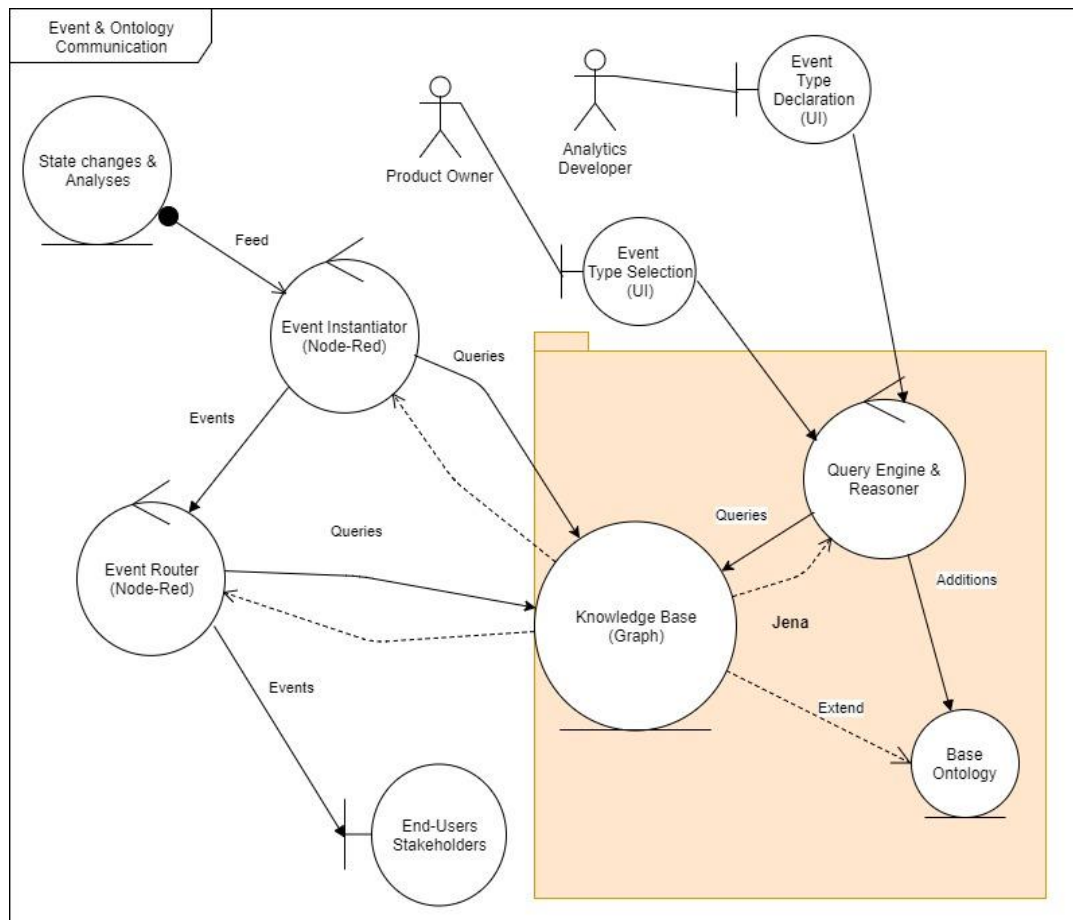 Event & Ontology
Communication
Event
Type
Declaration
(UI)
State changes &
Analyses
Product Owner
Analytics
Developer
Feed
Event
Type Selection
(UI)
Event Instantiator
(Node-Red)
Queries
Events
Query Engine &
Reasoner
Queries
Queries
Event Router
(Node-Red)
Additions
Knowledge Base
(Graph)
Jena
Events
Extend
Base
Ontology
End-Users
Stakeholders